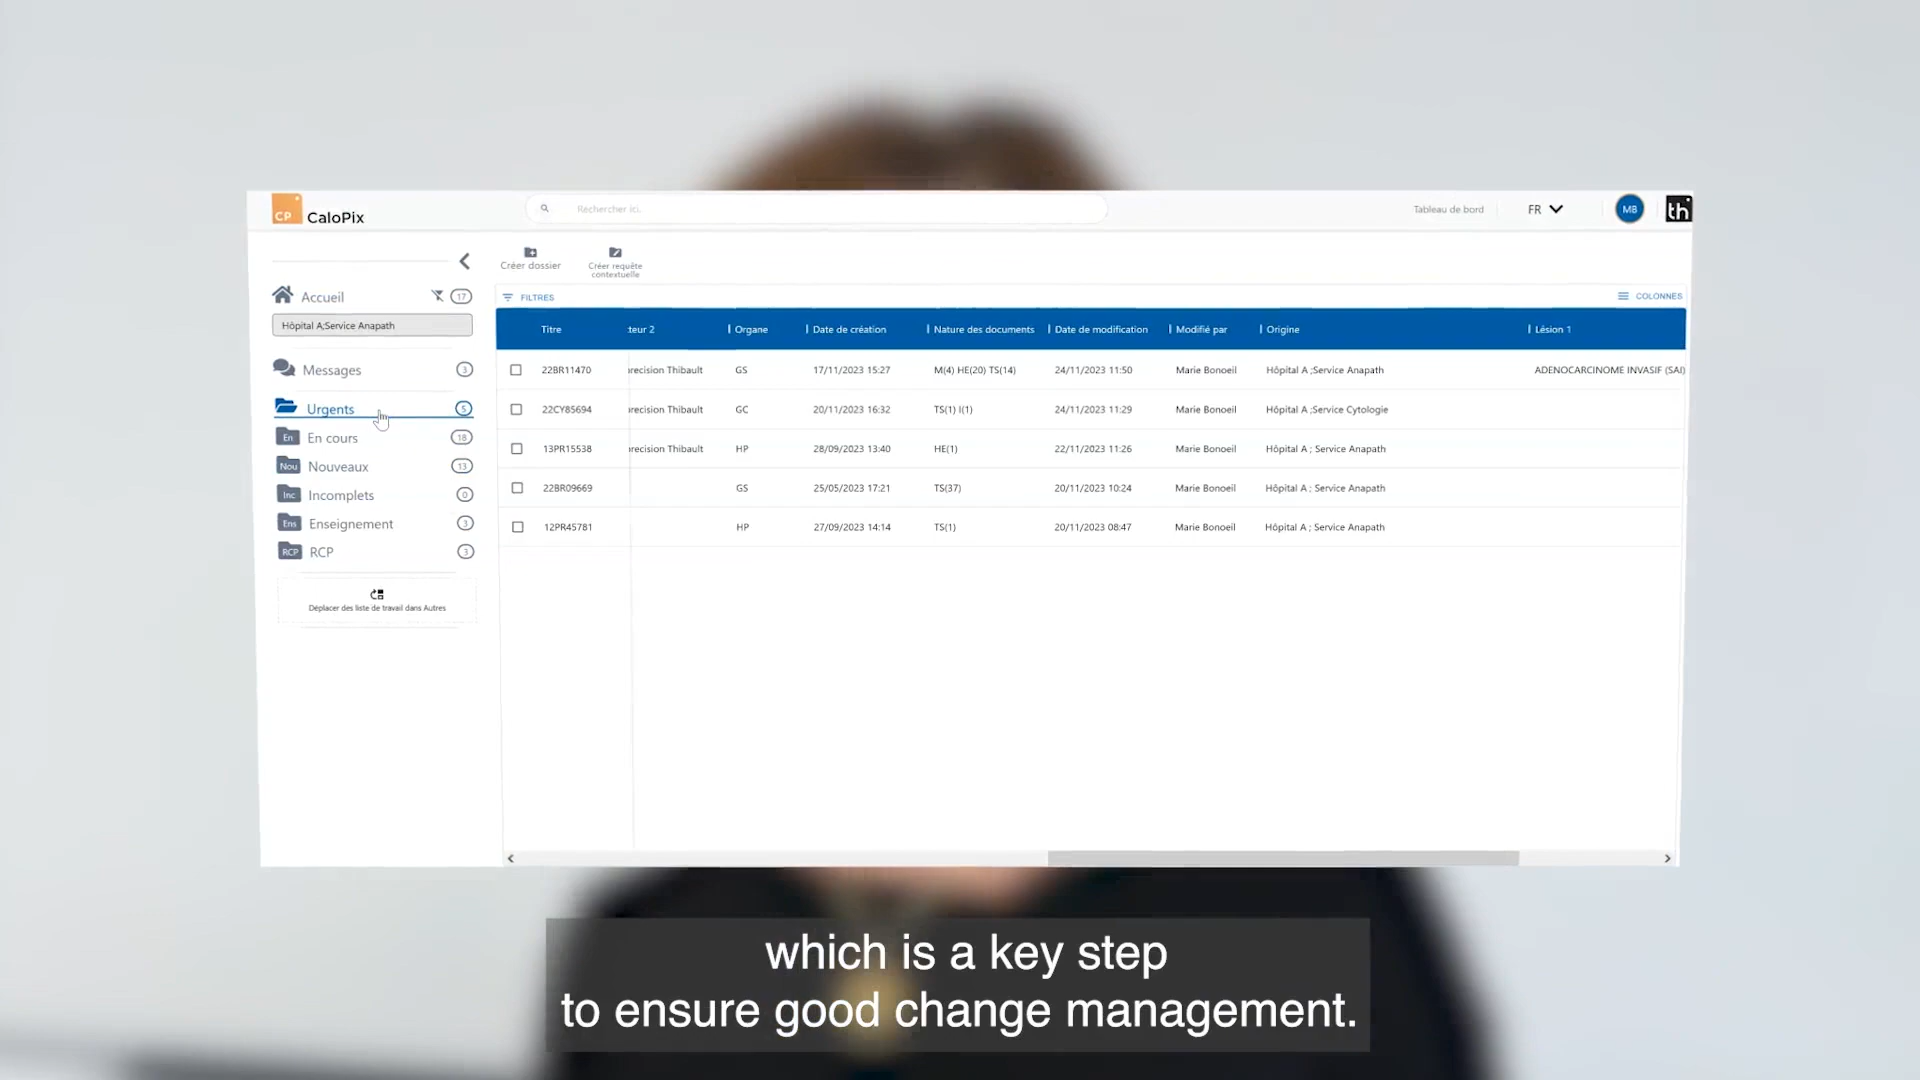 CP CaloPix
Rechercher ici.
Tableau de bord
FR
MB
th
Créer dossier
Créer requête
contextuelle
Accueil 17
Hôpital A;Service Anapath
Messages 3
Urgents 5
En En cours 18
Nou Nouveaux 13
Inc Incomplets 0
Ens Enseignement 3
RCP RCP 3
Déplacer des liste de travail dans Autres
FILTRES
COLONNES
Titre teur 2 Organe Date de création Nature des documents Date de modification Modifié par Origine Lésion 1
22BR11470 recision Thibault GS 17/11/2023 15:27 M(4) HE(20) TS(14) 24/11/2023 11:50 Marie Bonoeil Hôpital A ;Service Anapath ADENOCARCINOME INVASIF (SAI)
22CY85694 recision Thibault GC 20/11/2023 16:32 TS(1) I(1) 24/11/2023 11:29 Marie Bonoeil Hôpital A ;Service Cytologie
13PR15538 recision Thibault HP 28/09/2023 13:40 HE(1) 22/11/2023 11:26 Marie Bonoeil Hôpital A ; Service Anapath
22BR09669 GS 25/05/2023 17:21 TS(37) 20/11/2023 10:24 Marie Bonoeil Hôpital A ; Service Anapath
12PR45781 HP 27/09/2023 14:14 TS(1) 20/11/2023 08:47 Marie Bonoeil Hôpital A ; Service Anapath
which is a key step
to ensure good change management.